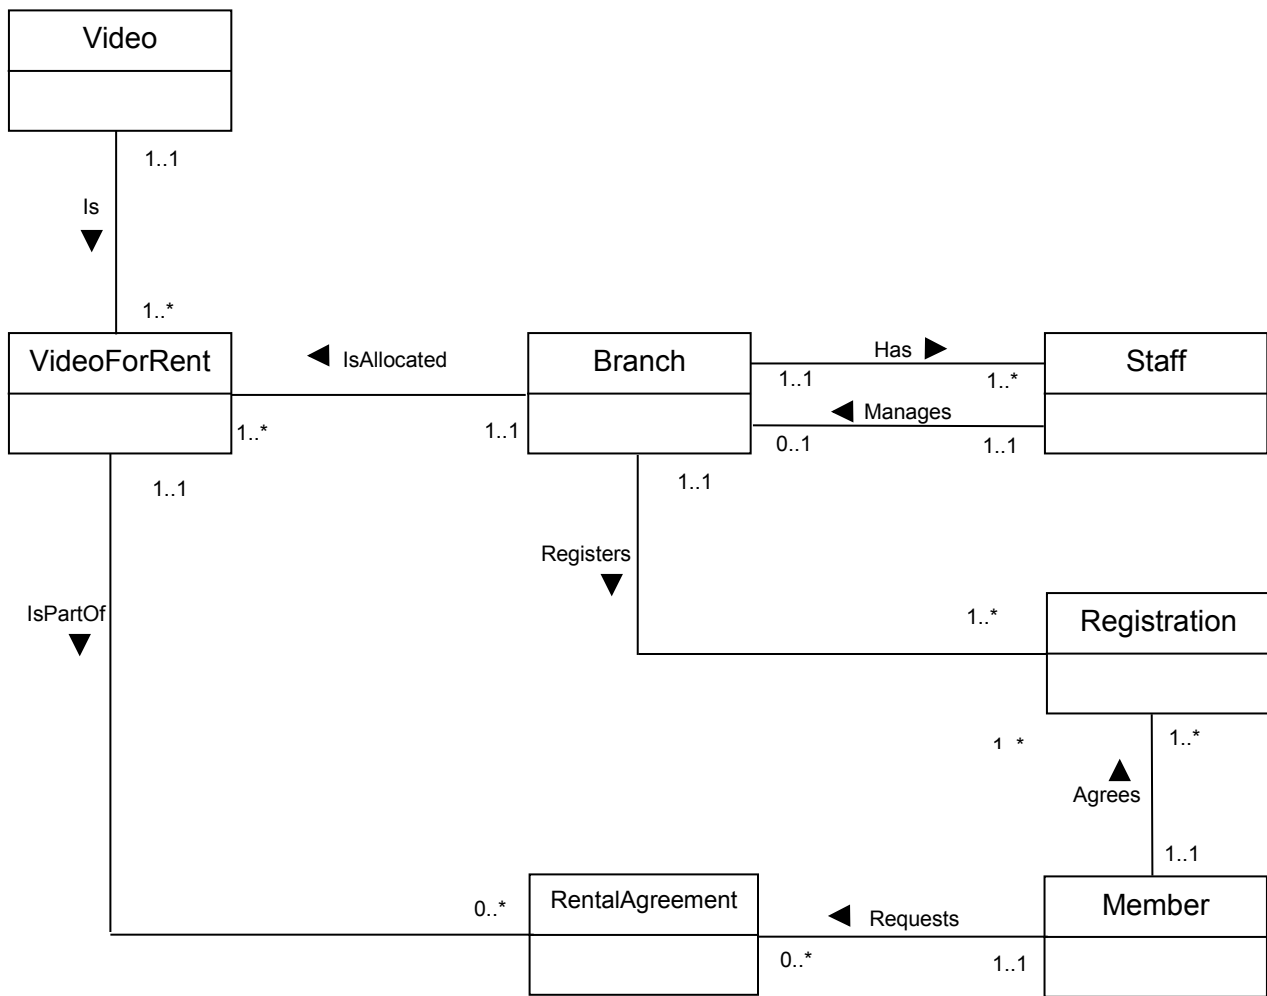 Video
1..1
Is
1..*
VideoForRent
IsAllocated
Branch
Has
Staff
1..1
1..*
Manages
1..*
1..1
0..1
1..1
1..1
1..1
Registers
IsPartOf
1..*
Registration
1..*
1..*
Agrees
1..1
RentalAgreement
Member
0..*
Requests
0..*
1..1